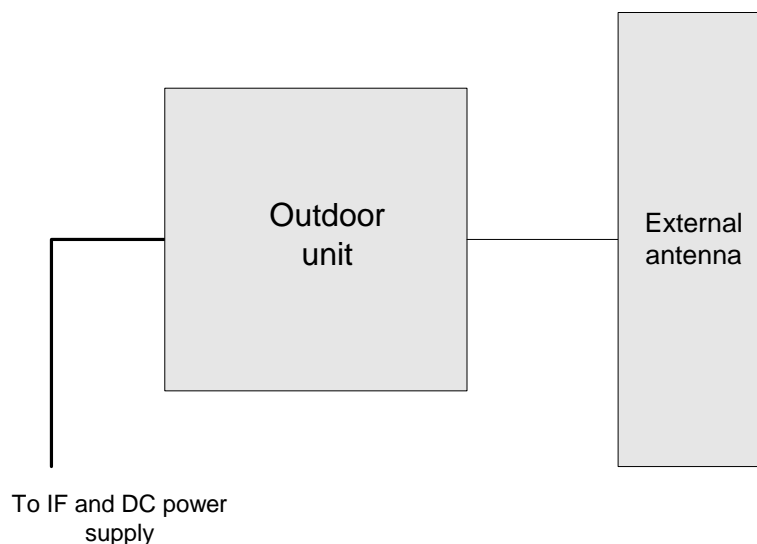 Outdoor
unit
External
antenna
To IF and DC power
supply